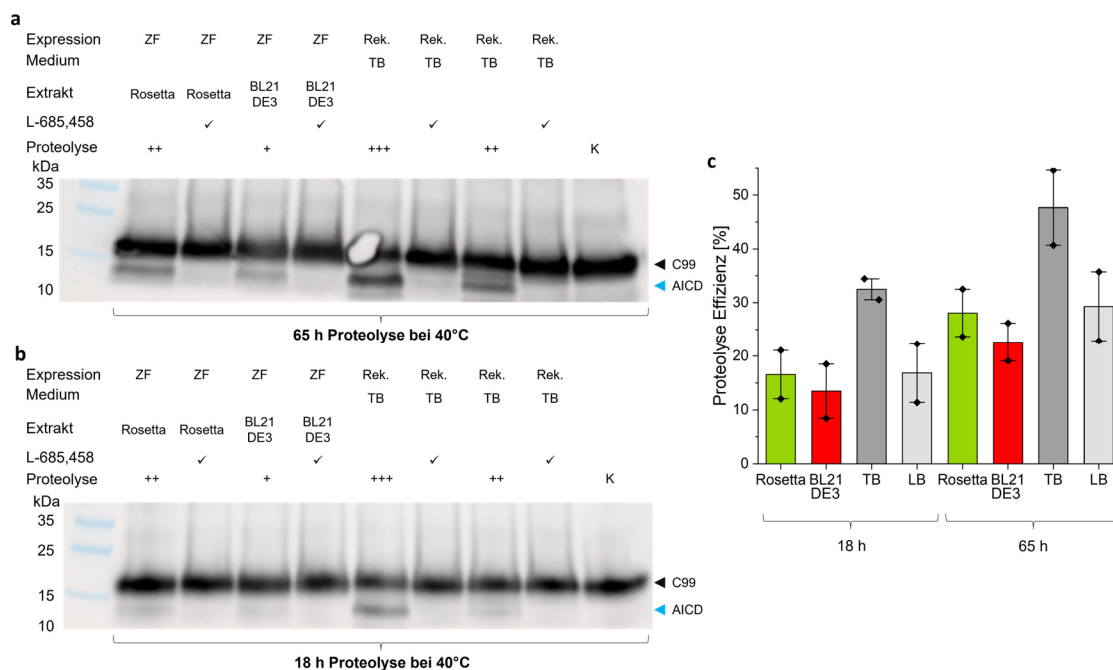 a
Expression ZF ZF ZF ZF Rek. Rek. Rek. Rek.
Medium TB TB TB TB
Extrakt Rosetta Rosetta BL21 DE3 BL21 DE3
L-685,458 ✓ ✓ ✓ ✓
Proteolyse ++ + +++ ++ K
kDa
35
25
15
10
C99
AICD
65 h Proteolyse bei 40°C
b
Expression ZF ZF ZF ZF Rek. Rek. Rek. Rek.
Medium TB TB TB TB
Extrakt Rosetta Rosetta BL21 DE3 BL21 DE3
L-685,458 ✓ ✓ ✓ ✓
Proteolyse ++ + +++ ++ K
kDa
35
25
15
10
C99
AICD
18 h Proteolyse bei 40°C
c
Proteolyse Effizienz [%]
50
40
30
20
10
0
Rosetta BL21 DE3 TB LB Rosetta BL21 DE3 TB LB
18 h 65 h